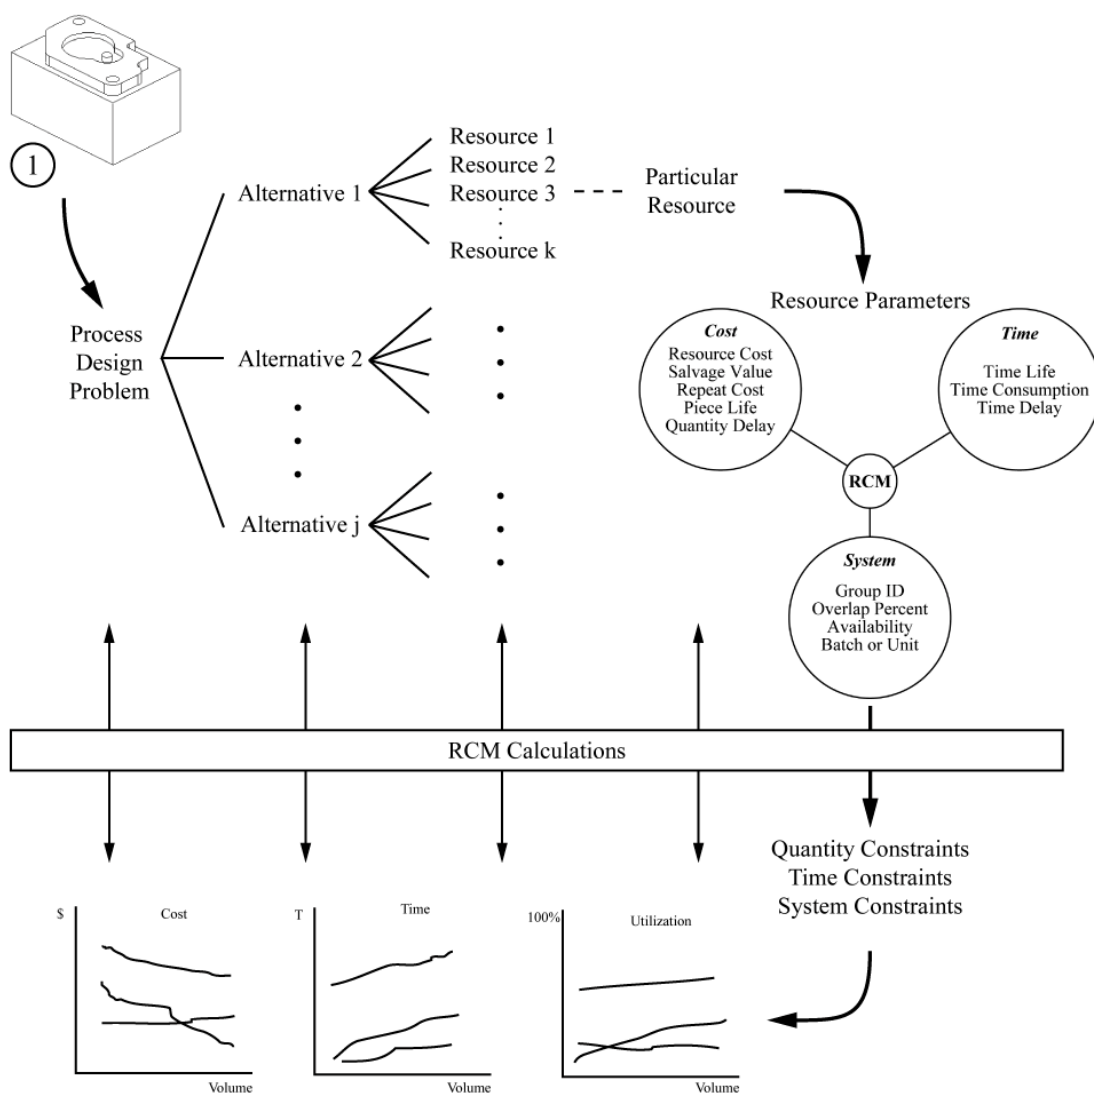 1
Process
Design
Problem
Alternative 1
Resource 1
Resource 2
Resource 3
Resource k
Particular
Resource
Alternative 2
Alternative j
Resource Parameters
Cost
Resource Cost
Salvage Value
Repeat Cost
Piece Life
Quantity Delay
Time
Time Life
Time Consumption
Time Delay
RCM
System
Group ID
Overlap Percent
Availability
Batch or Unit
RCM Calculations
Quantity Constraints
Time Constraints
System Constraints
$
Cost
Volume
T
Time
Volume
100%
Utilization
Volume